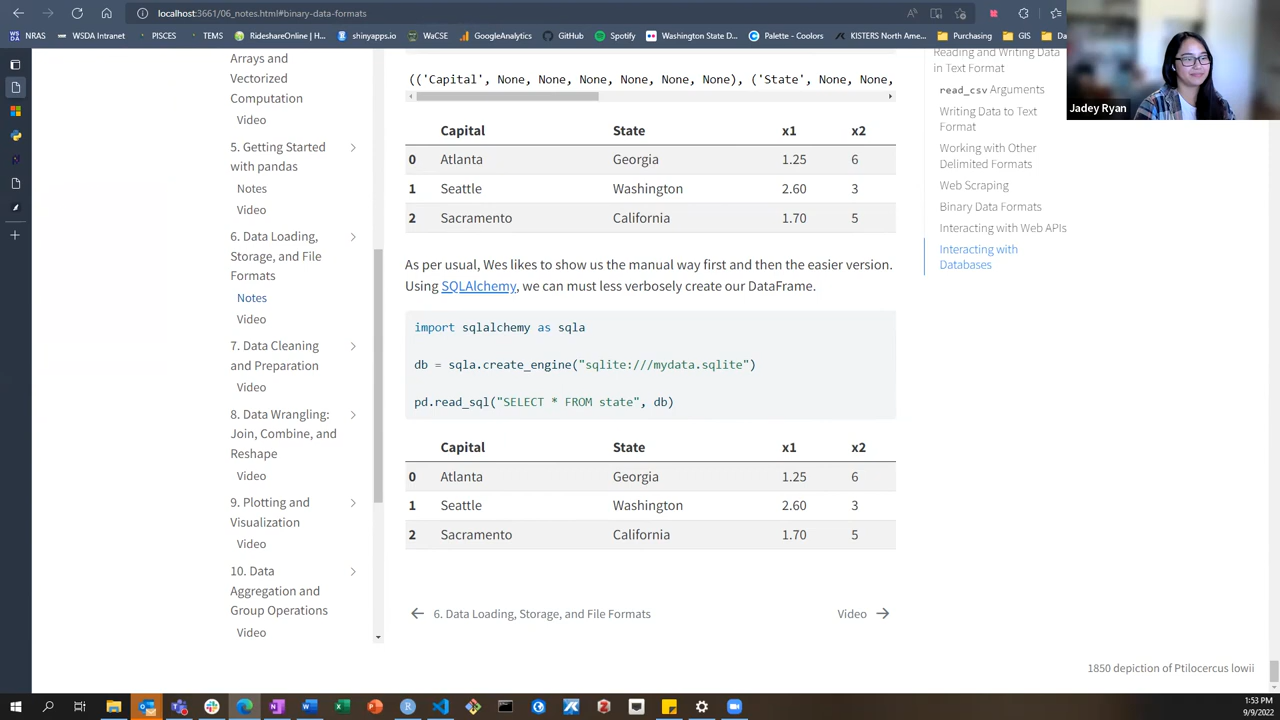 localhost:3661/06_notes.html#binary-data-formats
NRAS
WSDA Intranet
PISCES
TEMS
RideshareOnline | H...
shinyapps.io
WaCSE
GoogleAnalytics
GitHub
Spotify
Washington State D...
Palette - Coolors
KISTERS North Ame...
Purchasing
GIS
Da
Arrays and
Vectorized
Computation
Video
5. Getting Started
with pandas
Notes
Video
6. Data Loading,
Storage, and File
Formats
Notes
Video
7. Data Cleaning
and Preparation
Video
8. Data Wrangling:
Join, Combine, and
Reshape
Video
9. Plotting and
Visualization
Video
10. Data
Aggregation and
Group Operations
Video
(('Capital', None, None, None, None, None, None), ('State', None, None,
Capital State x1 x2
0 Atlanta Georgia 1.25 6
1 Seattle Washington 2.60 3
2 Sacramento California 1.70 5
As per usual, Wes likes to show us the manual way first and then the easier version.
Using SQLAlchemy, we can must less verbosely create our DataFrame.
import sqlalchemy as sqla
db = sqla.create_engine("sqlite:///mydata.sqlite")
pd.read_sql("SELECT * FROM state", db)
Capital State x1 x2
0 Atlanta Georgia 1.25 6
1 Seattle Washington 2.60 3
2 Sacramento California 1.70 5
6. Data Loading, Storage, and File Formats
Video
Reading and Writing Data
in Text Format
read_csv Arguments
Writing Data to Text
Format
Working with Other
Delimited Formats
Web Scraping
Binary Data Formats
Interacting with Web APIs
Interacting with
Databases
Jadey Ryan
1850 depiction of Ptilocercus lowii
1:53 PM
9/9/2022